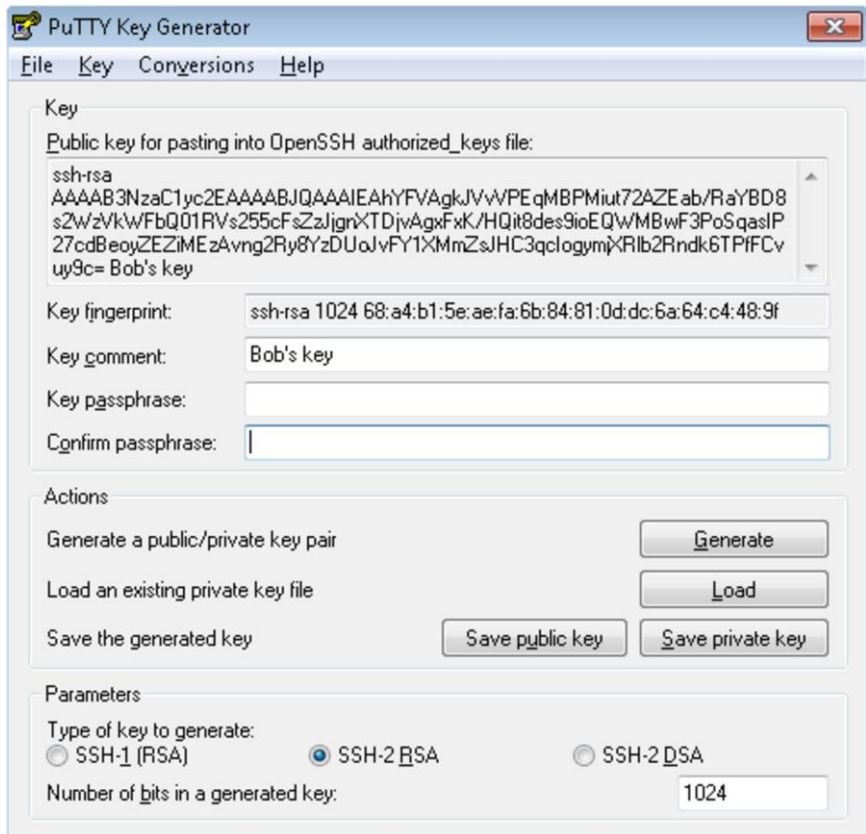 PuTTY Key Generator
File Key Conversions Help
Key
Public key for pasting into OpenSSH authorized_keys file:
ssh-rsa
AAAAB3NzaC1yc2EAAAABJQAAAIEAhYFVAgkJVvVPEqMBPMiut72AZEab/RaYBD8
s2WzVkWFbQ01RVs255cFsZzJjgnXTDjvAgxFxK/HQit8des9ioEQWMBwF3PoSqasIP
27cdBeoyZEZiMEzAvng2Ry8YzDUoJvFY1XMmZsJHC3qcIogymjXRIb2Rndk6TPfFCv
uy9c= Bob's key
Key fingerprint: ssh-rsa 1024 68:a4:b1:5e:ae:fa:6b:84:81:0d:dc:6a:64:c4:48:9f
Key comment: Bob's key
Key passphrase:
Confirm passphrase:
Actions
Generate a public/private key pair Generate
Load an existing private key file Load
Save the generated key Save public key Save private key
Parameters
Type of key to generate:
SSH-1 (RSA) SSH-2 RSA SSH-2 DSA
Number of bits in a generated key: 1024